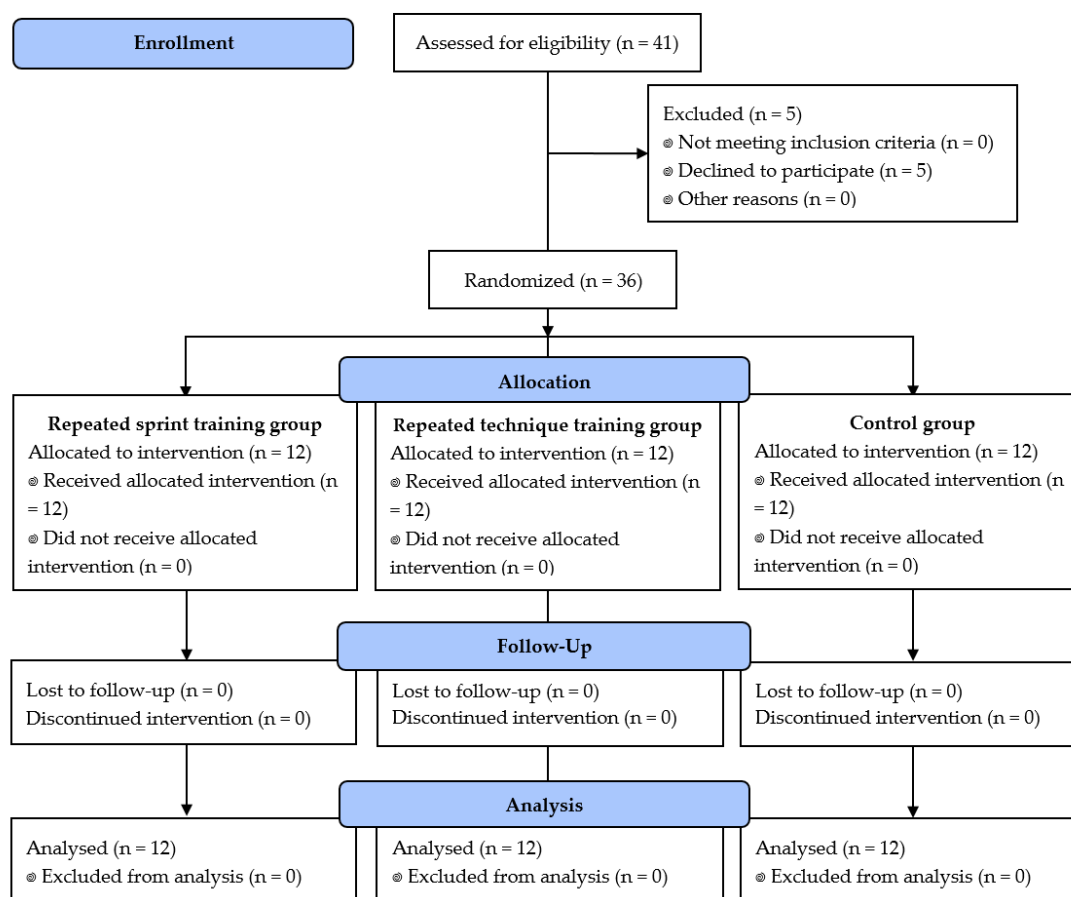 Enrollment
Assessed for eligibility (n = 41)
Excluded (n = 5)
๏ Not meeting inclusion criteria (n = 0)
๏ Declined to participate (n = 5)
๏ Other reasons (n = 0)
Randomized (n = 36)
Allocation
Repeated sprint training group
Allocated to intervention (n = 12)
๏ Received allocated intervention (n
= 12)
๏ Did not receive allocated
intervention (n = 0)
Repeated technique training group
Allocated to intervention (n = 12)
๏ Received allocated intervention (n
= 12)
๏ Did not receive allocated
intervention (n = 0)
Control group
Allocated to intervention (n = 12)
๏ Received allocated intervention (n
= 12)
๏ Did not receive allocated
intervention (n = 0)
Follow-Up
Lost to follow-up (n = 0)
Discontinued intervention (n = 0)
Lost to follow-up (n = 0)
Discontinued intervention (n = 0)
Lost to follow-up (n = 0)
Discontinued intervention (n = 0)
Analysis
Analysed (n = 12)
๏ Excluded from analysis (n = 0)
Analysed (n = 12)
๏ Excluded from analysis (n = 0)
Analysed (n = 12)
๏ Excluded from analysis (n = 0)